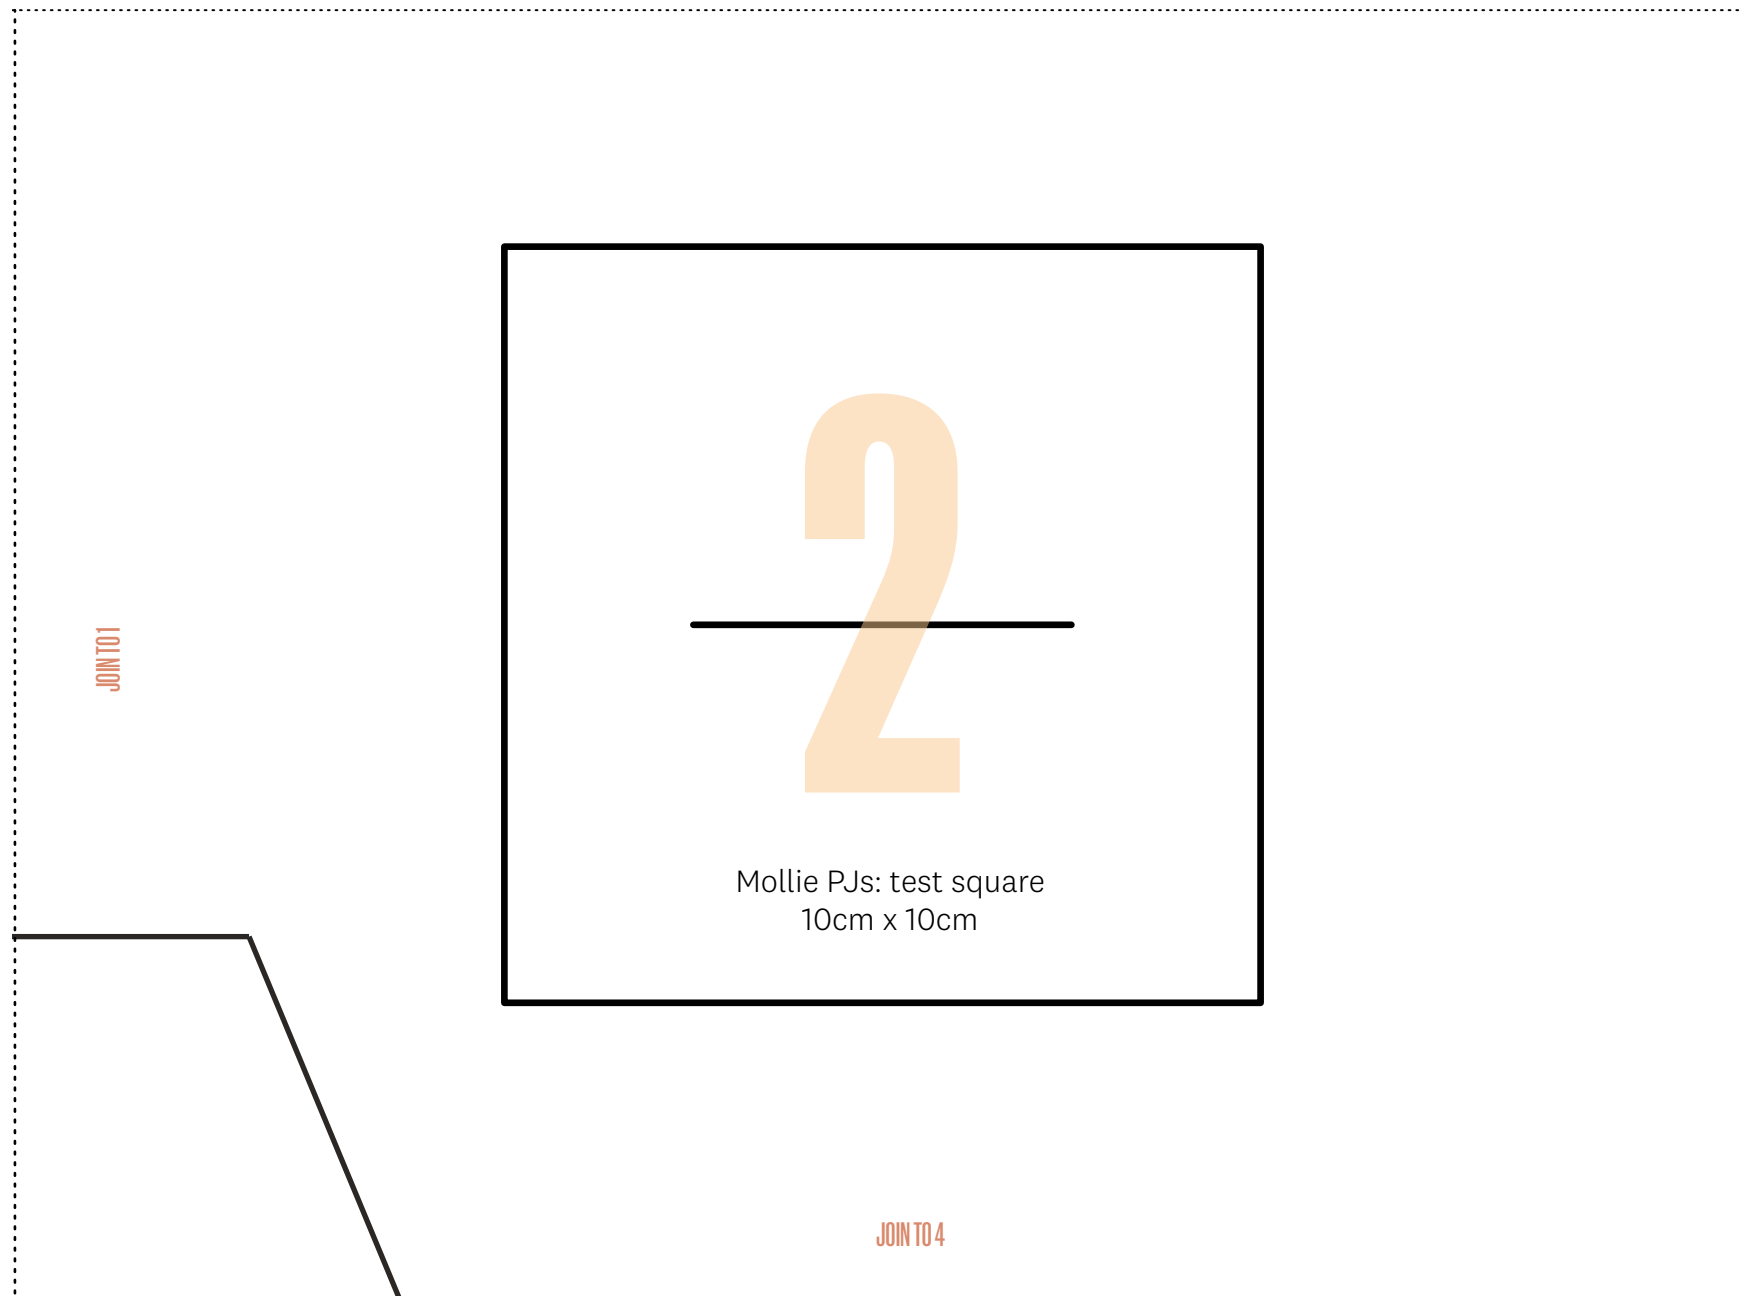 JOIN TO 1
2
Mollie PJs: test square
10cm x 10cm
JOIN TO 4